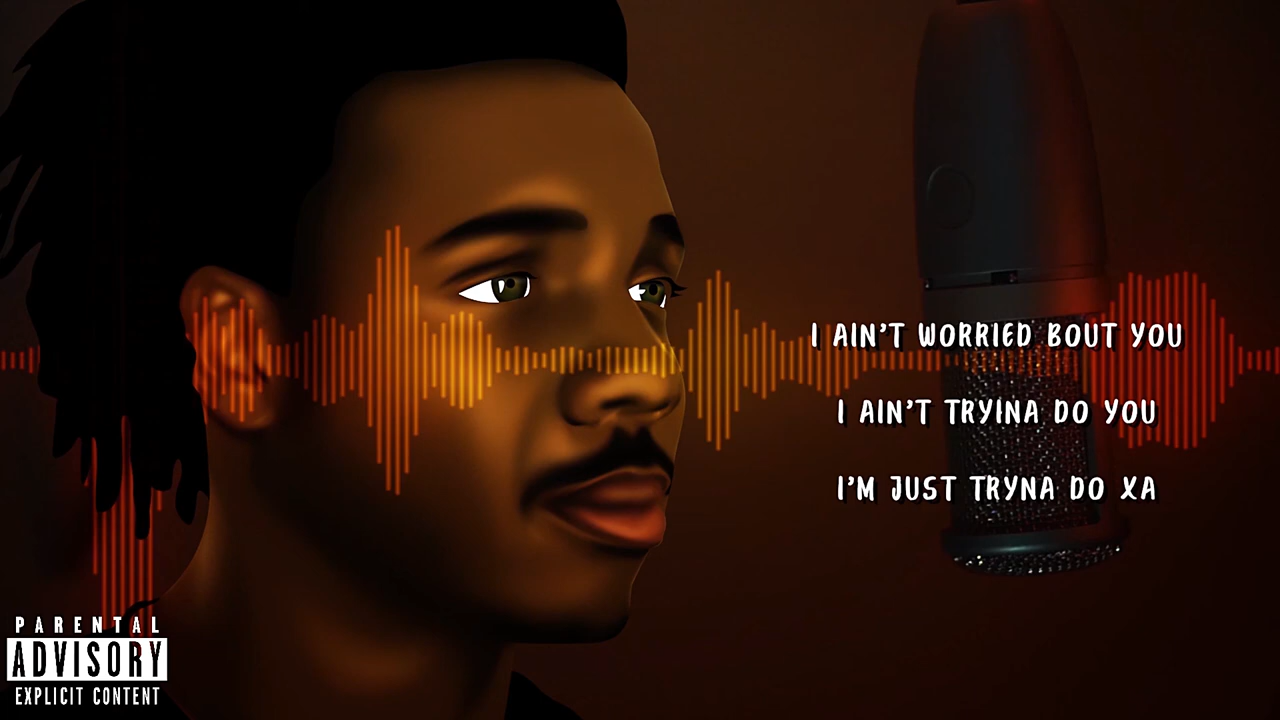 I AIN'T WORRIED BOUT YOU
I AIN'T TRYINA DO YOU
I'M JUST TRYNA DO XA
PARENTAL
ADVISORY
EXPLICIT CONTENT